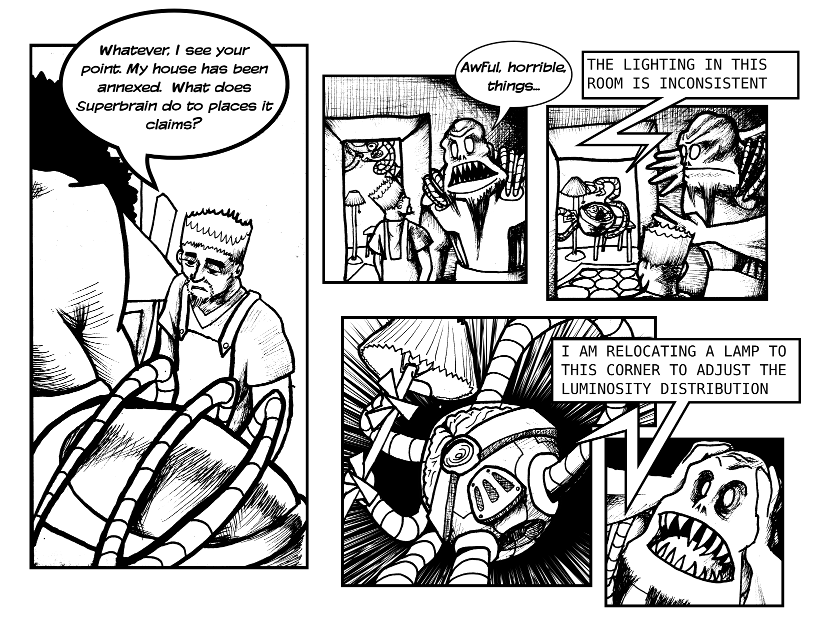 Whatever, I see your
point. My house has been
annexed. What does
Superbrain do to places it
claims?
Awful, horrible,
things...
THE LIGHTING IN THIS
ROOM IS INCONSISTENT
I AM RELOCATING A LAMP TO
THIS CORNER TO ADJUST THE
LUMINOSITY DISTRIBUTION